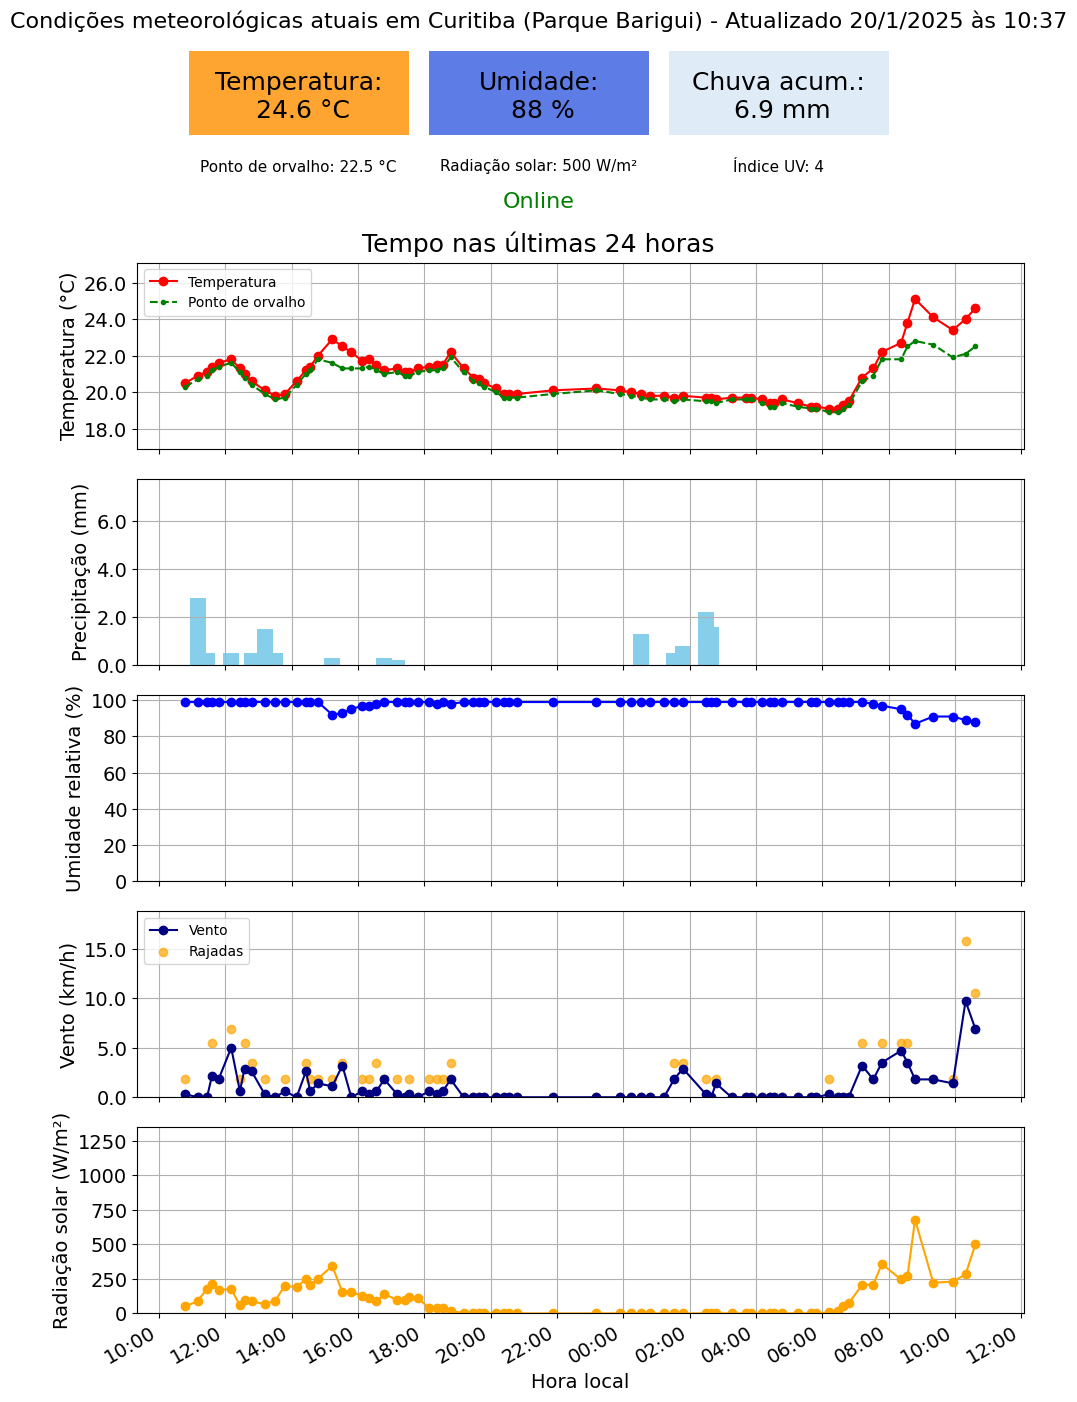 Condições meteorológicas atuais em Curitiba (Parque Barigui) - Atualizado 20/1/2025 às 10:37
Temperatura:
24.6 °C
Umidade:
88 %
Chuva acum.:
6.9 mm
Ponto de orvalho: 22.5 °C
Radiação solar: 500 W/m²
Índice UV: 4
Online
Tempo nas últimas 24 horas
Temperatura (°C)
26.0
24.0
22.0
20.0
18.0
Temperatura
Ponto de orvalho
Precipitação (mm)
6.0
4.0
2.0
0.0
Umidade relativa (%)
100
80
60
40
20
0
Vento (km/h)
15.0
10.0
5.0
0.0
Vento
Rajadas
Radiação solar (W/m²)
1250
1000
750
500
250
0
10:00
12:00
14:00
16:00
18:00
20:00
22:00
00:00
02:00
04:00
06:00
08:00
10:00
12:00
Hora local